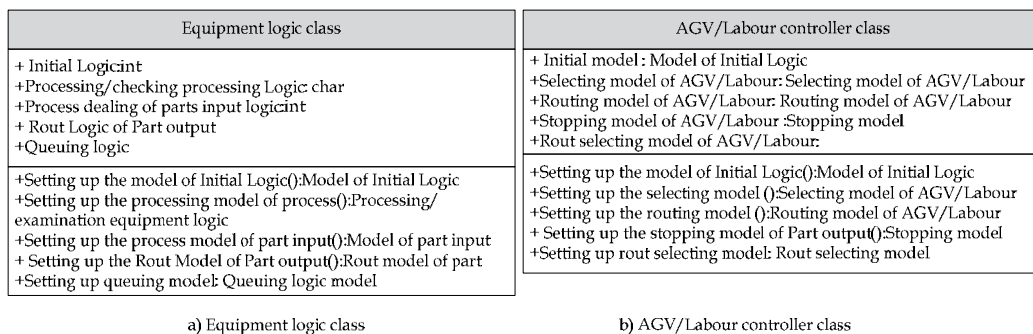 Equipment logic class
+ Initial Logic:int
+Processing/checking processing Logic: char
+Process dealing of parts input logic:int
+ Rout Logic of Part output
+Queuing logic
+Setting up the model of Initial Logic():Model of Initial Logic
+Setting up the processing model of process():Processing/
examination equipment logic
+Setting up the process model of part input():Model of part input
+ Setting up the Rout Model of Part output():Rout model of part
+Setting up queuing model: Queuing logic model
a) Equipment logic class
AGV/Labour controller class
+ Initial model : Model of Initial Logic
+Selecting model of AGV/Labour: Selecting model of AGV/Labour
+Routing model of AGV/Labour: Routing model of AGV/Labour
+Stopping model of AGV/Labour :Stopping model
+Rout selecting model of AGV/Labour:
+Setting up the model of Initial Logic():Model of Initial Logic
+Setting up the selecting model ():Selecting model of AGV/Labour
+Setting up the routing model ():Routing model of AGV/Labour
+ Setting up the stopping model of Part output():Stopping model
+Setting up rout selecting model: Rout selecting model
b) AGV/Labour controller class